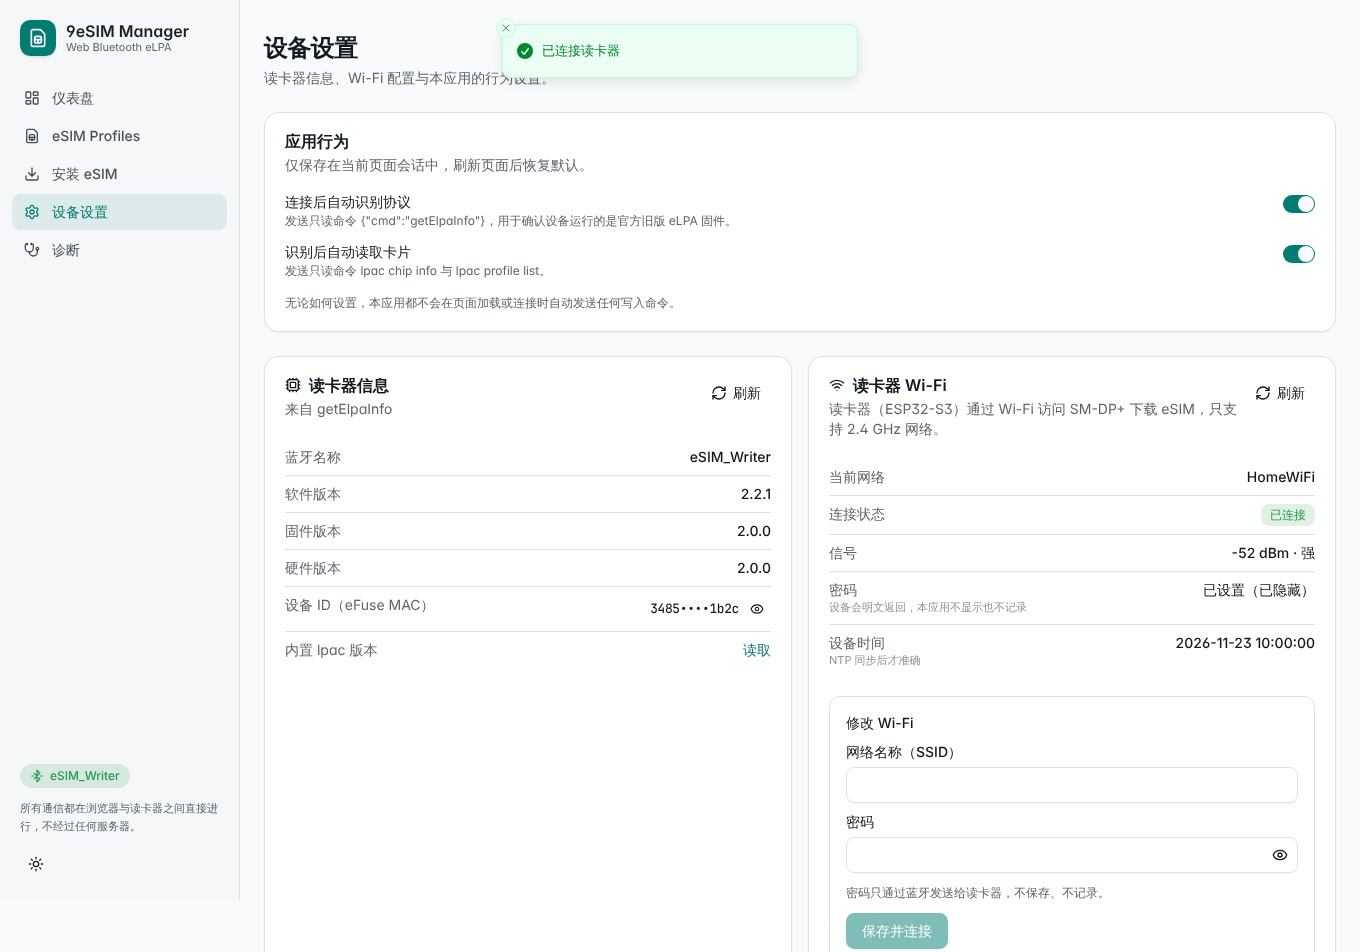 9eSIM Manager
Web Bluetooth eLPA
仪表盘
eSIM Profiles
安装 eSIM
设备设置
诊断
eSIM_Writer
所有通信都在浏览器与读卡器之间直接进
行，不经过任何服务器。
已连接读卡器
设备设置
读卡器信息、Wi-Fi 配置与本应用的行为设置。
应用行为
仅保存在当前页面会话中，刷新页面后恢复默认。
连接后自动识别协议
发送只读命令 {"cmd":"getElpaInfo"}，用于确认设备运行的是官方旧版 eLPA 固件。
识别后自动读取卡片
发送只读命令 lpac chip info 与 lpac profile list。
无论如何设置，本应用都不会在页面加载或连接时自动发送任何写入命令。
读卡器信息
来自 getElpaInfo
刷新
蓝牙名称 eSIM_Writer
软件版本 2.2.1
固件版本 2.0.0
硬件版本 2.0.0
设备 ID（eFuse MAC） 3485••••1b2c
内置 lpac 版本 读取
读卡器 Wi-Fi
刷新
读卡器（ESP32-S3）通过 Wi-Fi 访问 SM-DP+ 下载 eSIM，只支
持 2.4 GHz 网络。
当前网络 HomeWiFi
连接状态 已连接
信号 -52 dBm · 强
密码 已设置（已隐藏）
设备会明文返回，本应用不显示也不记录
设备时间 2026-11-23 10:00:00
NTP 同步后才准确
修改 Wi-Fi
网络名称（SSID）
密码
密码只通过蓝牙发送给读卡器，不保存、不记录。
保存并连接